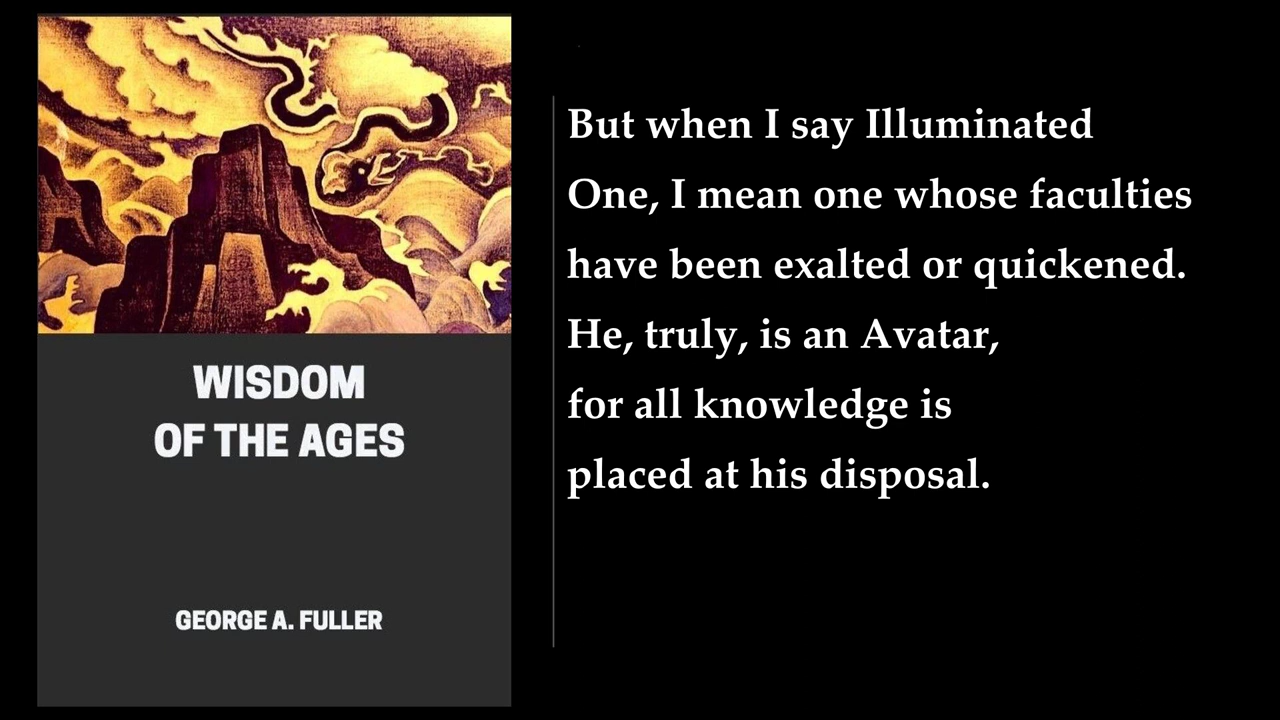 WISDOM
OF THE AGES
GEORGE A. FULLER
But when I say Illuminated
One, I mean one whose faculties
have been exalted or quickened.
He, truly, is an Avatar,
for all knowledge is
placed at his disposal.